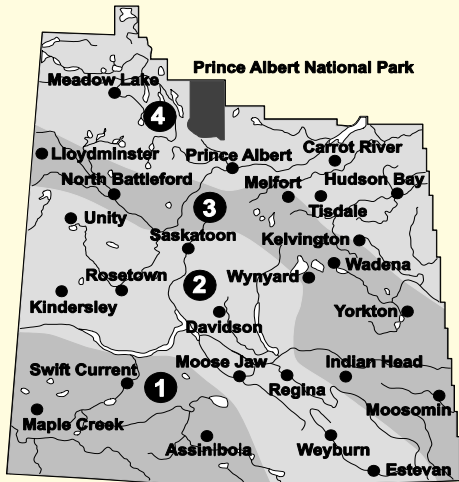 Prince Albert National Park
Meadow Lake
4
Lloydminster
Prince Albert
Carrot River
North Battleford
Melfort
Hudson Bay
Tisdale
3
Unity
Saskatoon
Kelvington
Wadena
Rosetown
2
Wynyard
Kindersley
Davidson
Yorkton
Swift Current
Moose Jaw
Indian Head
1
Regina
Moosomin
Maple Creek
Assiniboia
Weyburn
Estevan